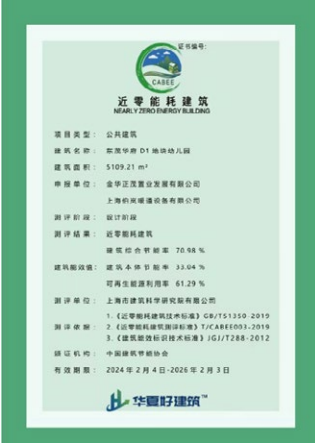 证书编号:
CABEE
近零能耗建筑
NEARLY ZERO ENERGY BUILDING
项目类型: 公共建筑
建筑名称: 东茂华府 D1 地块幼儿园
建筑面积: 5109.21 m²
申报单位: 金华正茂置业发展有限公司
上海伯涵暖通设备有限公司
测评阶段: 设计阶段
测评结果: 近零能耗建筑
建筑综合节能率 70.98 %
建筑能效值: 建筑本体节能率 33.04 %
可再生能源利用率 61.29 %
测评单位: 上海市建筑科学研究院有限公司
1.《近零能耗建筑技术标准》GB/T51350-2019
测评依据: 2.《近零能耗建筑测评标准》T/CABEE003-2019
3.《建筑能效标识技术标准》JGJ/T288-2012
颁证机构: 中国建筑节能协会
有效期限: 2024 年 2 月 4 日-2026 年 2 月 3 日
华夏好建筑™